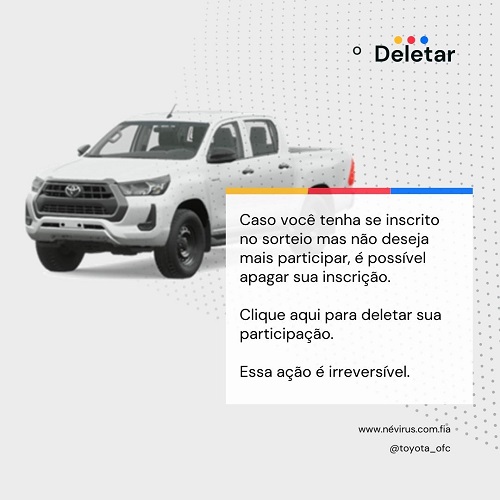 Deletar
Caso você tenha se inscrito
no sorteio mas não deseja
mais participar, é possível
apagar sua inscrição.
Clique aqui para deletar sua
participação.
Essa ação é irreversível.
www.névirus.com.fia
@toyota_ofc